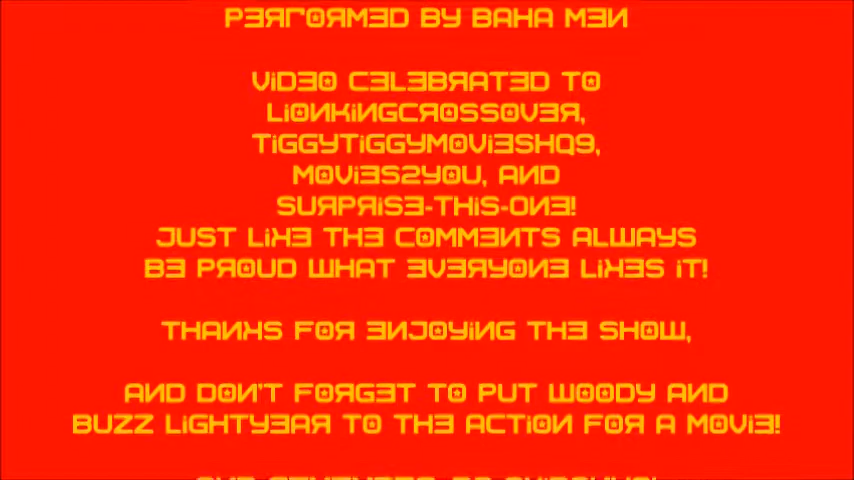 PERFORMED BY BAHA MEN
VIDEO CELEBRATED TO
LIONKINGCROSSOVER,
TIGGYTIGGYMOVIESHQ9,
MOVIES2YOU, AND
SURPRISE-THIS-ONE!
JUST LIKE THE COMMENTS ALWAYS
BE PROUD WHAT EVERYONE LIKES IT!
THANKS FOR ENJOYING THE SHOW,
AND DON'T FORGET TO PUT WOODY AND
BUZZ LIGHTYEAR TO THE ACTION FOR A MOVIE!